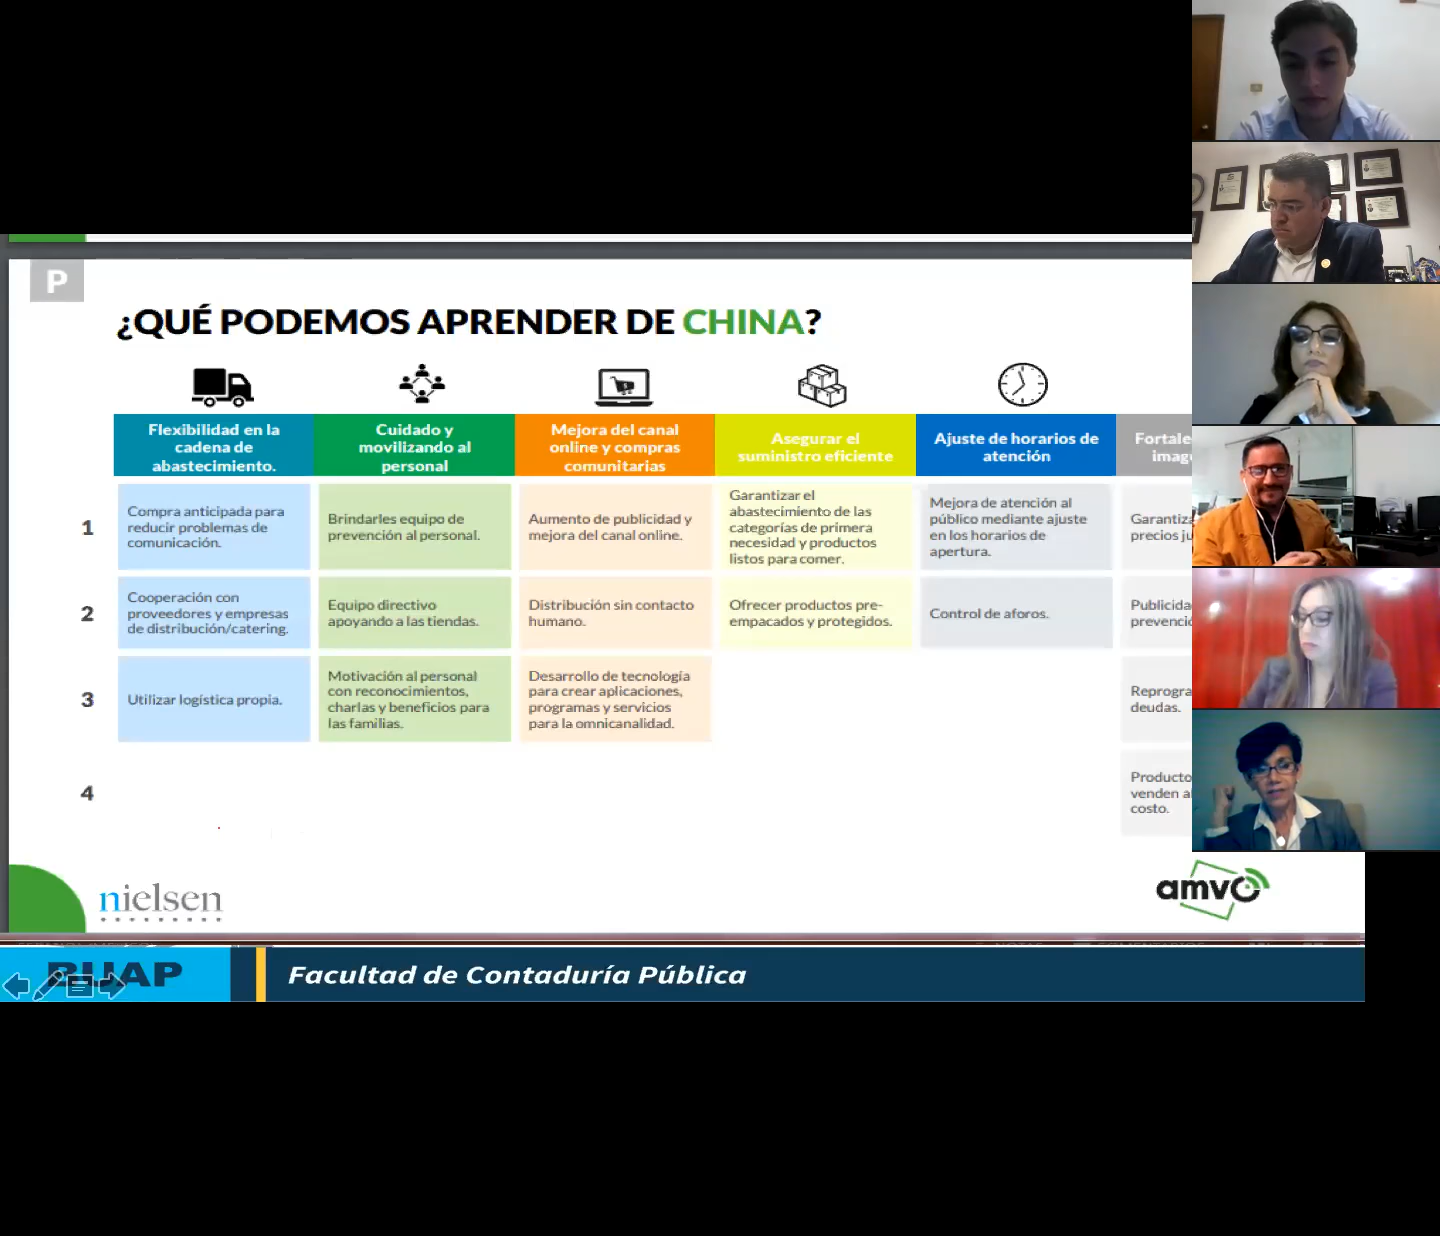 P
¿QUÉ PODEMOS APRENDER DE CHINA?
Flexibilidad en la
cadena de
abastecimiento.
Cuidado y
movilizando al
personal
Mejora del canal
online y compras
comunitarias
Asegurar el
suministro eficiente
Ajuste de horarios de
atención
1
Compra anticipada para
reducir problemas de
comunicación.
Brindarles equipo de
prevención al personal.
Aumento de publicidad y
mejora del canal online.
Garantizar el
abastecimiento de las
categorías de primera
necesidad y productos
listos para comer.
Mejora de atención al
público mediante ajuste
en los horarios de
apertura.
precios
2
Cooperación con
proveedores y empresas
de distribución/catering.
Equipo directivo
apoyando a las tiendas.
Distribución sin contacto
humano.
Ofrecer productos pre-
empacados y protegidos.
Control de aforos.
3
Utilizar logística propia.
Motivación al personal
con reconocimientos,
charlas y beneficios para
las familias.
Desarrollo de tecnología
para crear aplicaciones,
programas y servicios
para la omnicanalidad.
deudas.
4
venden
costo.
nielsen
amvo
BUAP
Facultad de Contaduría Pública